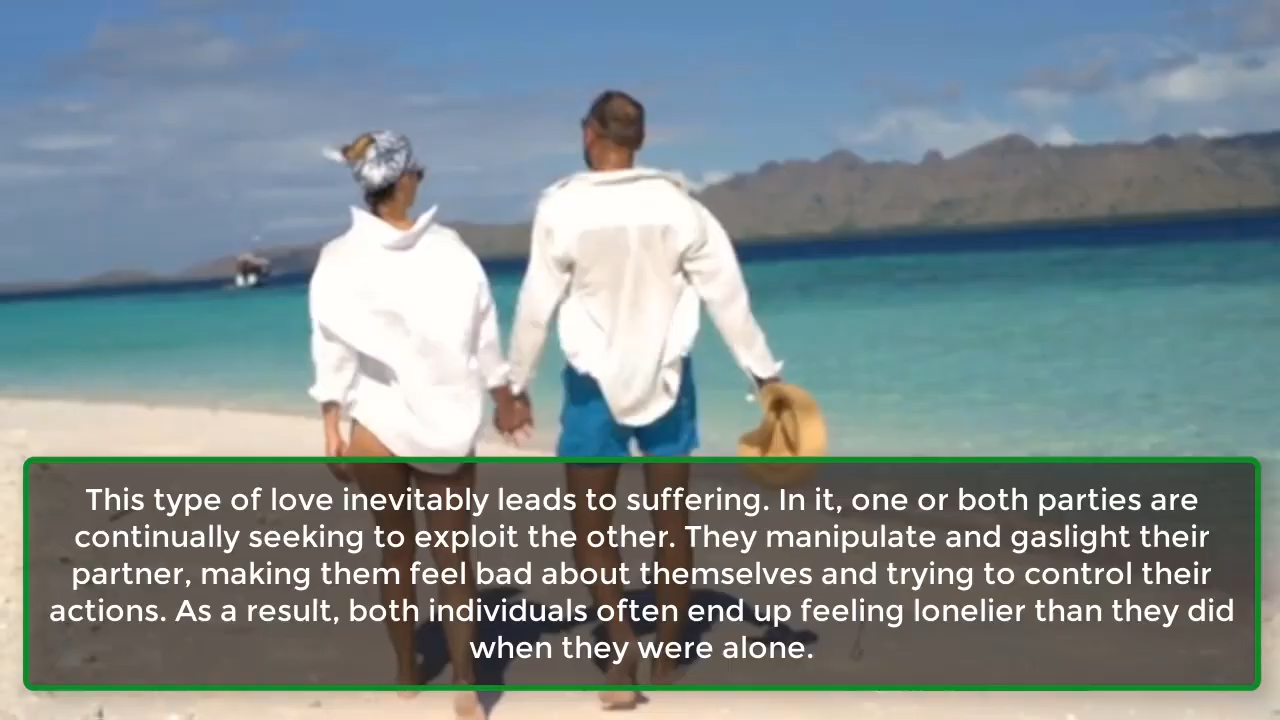 This type of love inevitably leads to suffering. In it, one or both parties are
continually seeking to exploit the other. They manipulate and gaslight their
partner, making them feel bad about themselves and trying to control their
actions. As a result, both individuals often end up feeling lonelier than they did
when they were alone.